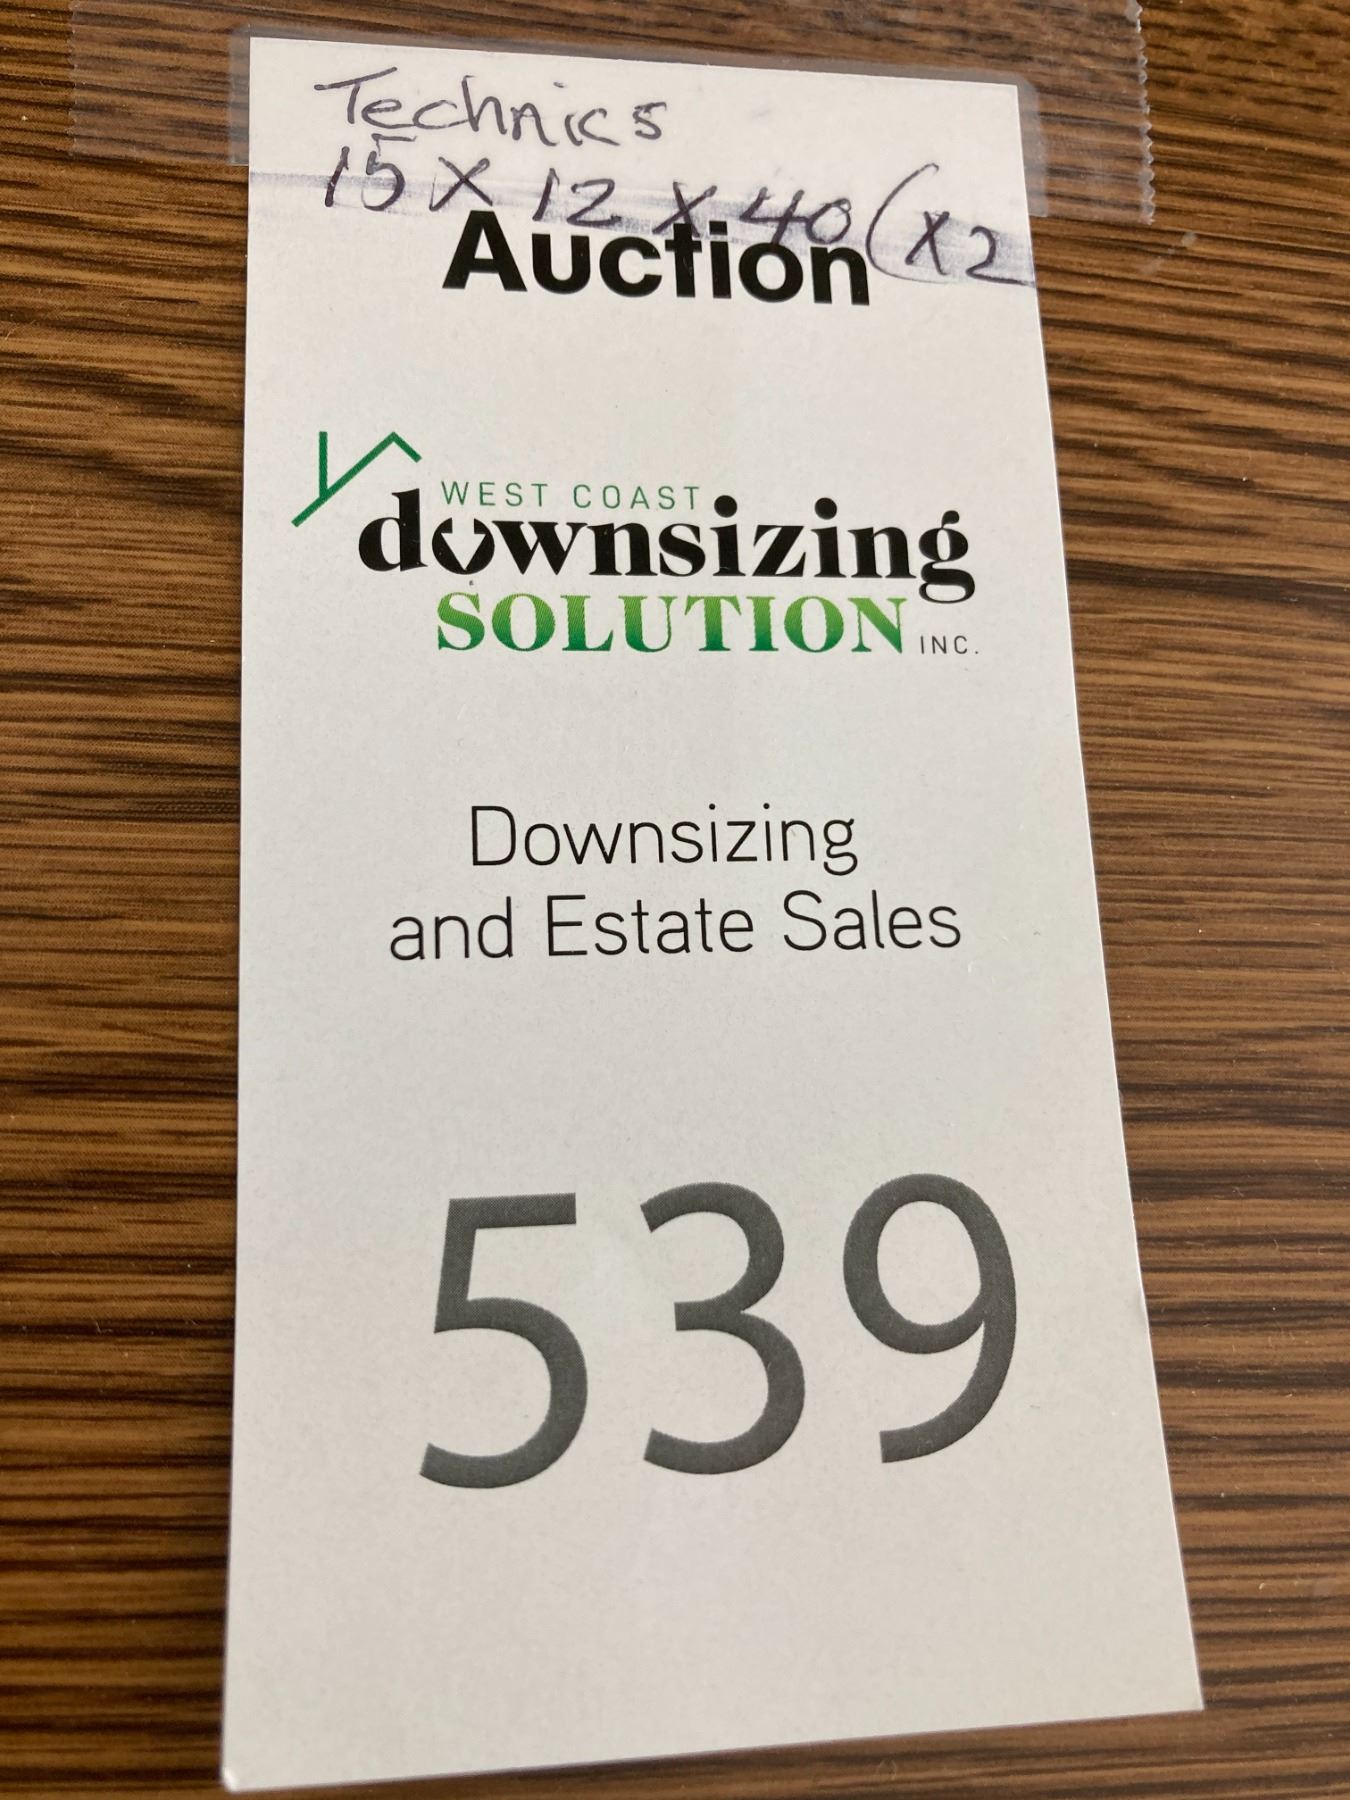 Technics
15 x 12 x 40 (x2
Auction
WEST COAST
downsizing
SOLUTION INC.
Downsizing
and Estate Sales
539